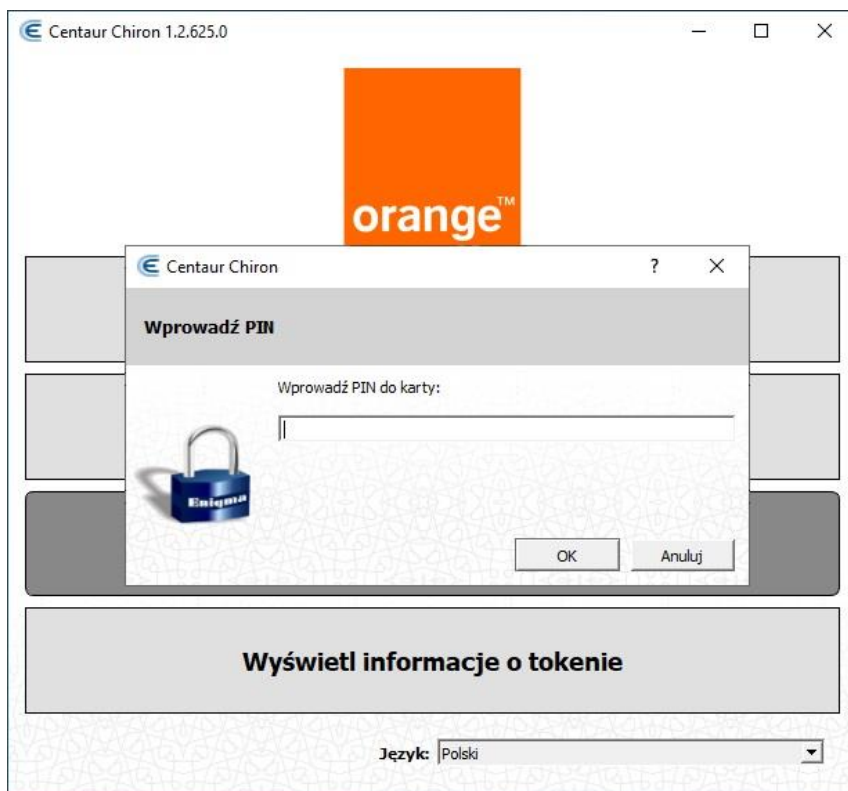 Centaur Chiron 1.2.625.0
orange™
Centaur Chiron
Wprowadź PIN
Wprowadź PIN do karty:
Enigma
OK
Anuluj
Wyświetl informacje o tokenie
Język:
Polski